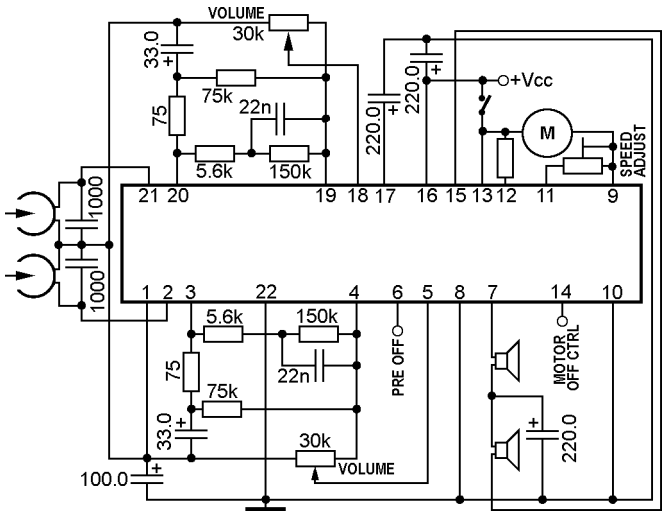 VOLUME
30k
33.0
+
75k
75
22n
+
5.6k
150k
220.0
+
220.0
+
+Vcc
M
SPEED
ADJUST
1000
1000
21 20 19 18 17 16 15 13 12 11 9
1 2 3 22 4 6 5 8 7 14 10
5.6k
150k
75
22n
75k
33.0
+
30k
VOLUME
100.0
+
PRE OFF
MOTOR
OFF CTRL
+
220.0